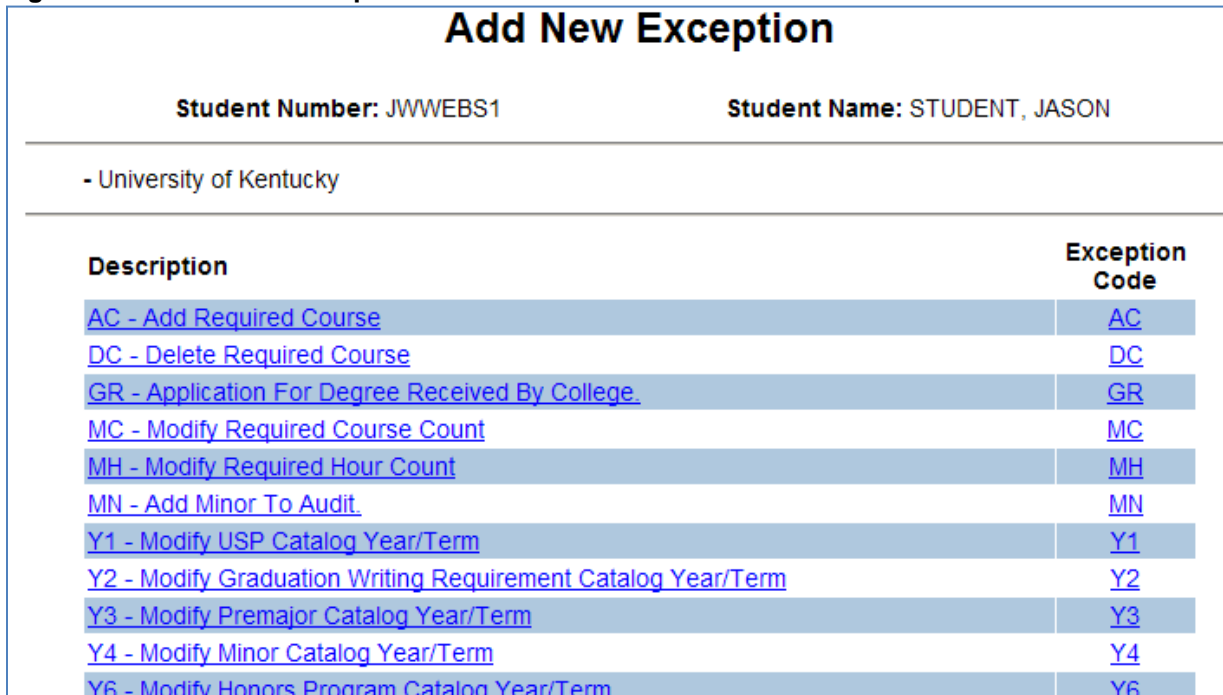 Add New Exception
Student Number: JWWEBS1 Student Name: STUDENT, JASON
- University of Kentucky
Description Exception Code
AC - Add Required Course AC
DC - Delete Required Course DC
GR - Application For Degree Received By College. GR
MC - Modify Required Course Count MC
MH - Modify Required Hour Count MH
MN - Add Minor To Audit. MN
Y1 - Modify USP Catalog Year/Term Y1
Y2 - Modify Graduation Writing Requirement Catalog Year/Term Y2
Y3 - Modify Premajor Catalog Year/Term Y3
Y4 - Modify Minor Catalog Year/Term Y4
Y6 - Modify Honors Program Catalog Year/Term Y6